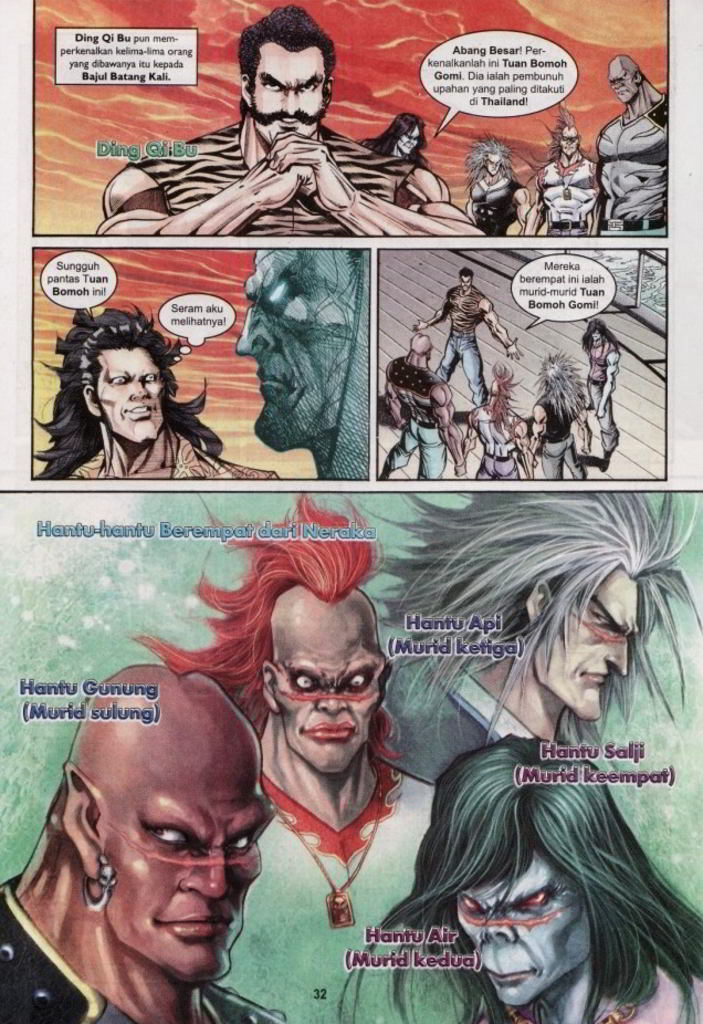 Ding Qi Bu pun mem-
perkenalkan kelima-lima orang
yang dibawanya itu kepada
Bajul Batang Kali.
Abang Besar! Per-
kenalkanlah ini Tuan Bomoh
Gomi. Dia ialah pembunuh
upahan yang paling ditakuti
di Thailand!
Ding Qi Bu
Sungguh
pantas Tuan
Bomoh ini!
Seram aku
melihatnya!
Mereka
berempat ini ialah
murid-murid Tuan
Bomoh Gomi!
Hantu-hantu Berempat dari Neraka
Hantu Api
(Murid ketiga)
Hantu Gunung
(Murid sulung)
Hantu Salji
(Murid keempat)
Hantu Air
(Murid kedua)
32